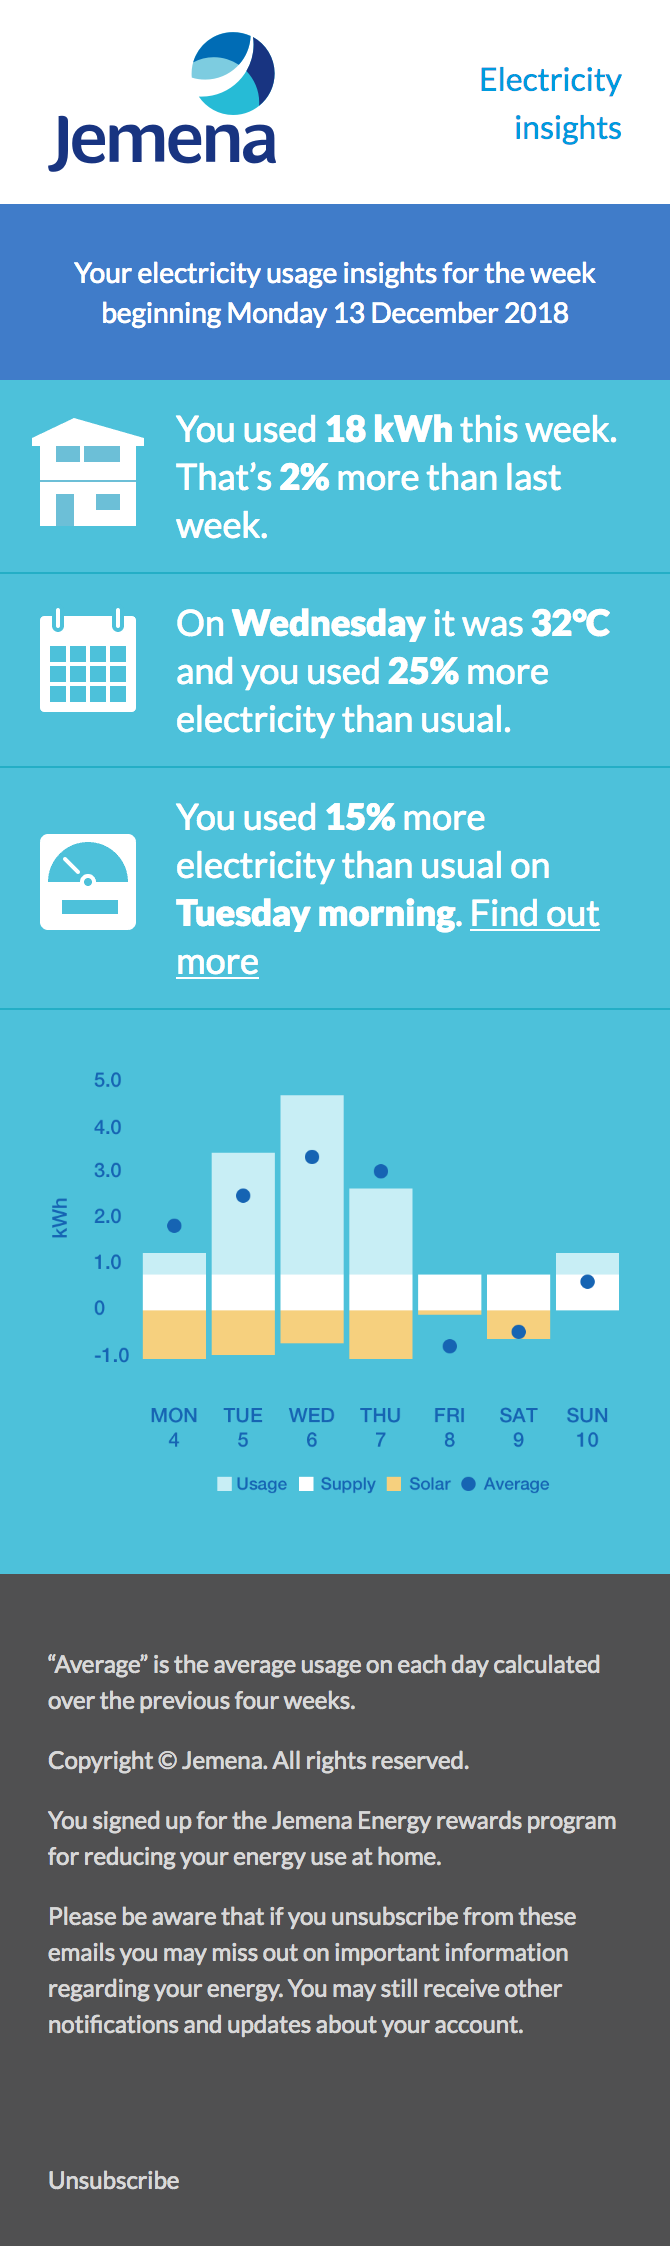 Jemena
Electricity
insights
Your electricity usage insights for the week
beginning Monday 13 December 2018
You used 18 kWh this week.
That’s 2% more than last
week.
On Wednesday it was 32°C
and you used 25% more
electricity than usual.
You used 15% more
electricity than usual on
Tuesday morning. Find out
more
5.0
4.0
3.0
2.0
1.0
0
-1.0
kWh
MON TUE WED THU FRI SAT SUN
4 5 6 7 8 9 10
Usage Supply Solar Average
“Average” is the average usage on each day calculated
over the previous four weeks.
Copyright © Jemena. All rights reserved.
You signed up for the Jemena Energy rewards program
for reducing your energy use at home.
Please be aware that if you unsubscribe from these
emails you may miss out on important information
regarding your energy. You may still receive other
notifications and updates about your account.
Unsubscribe